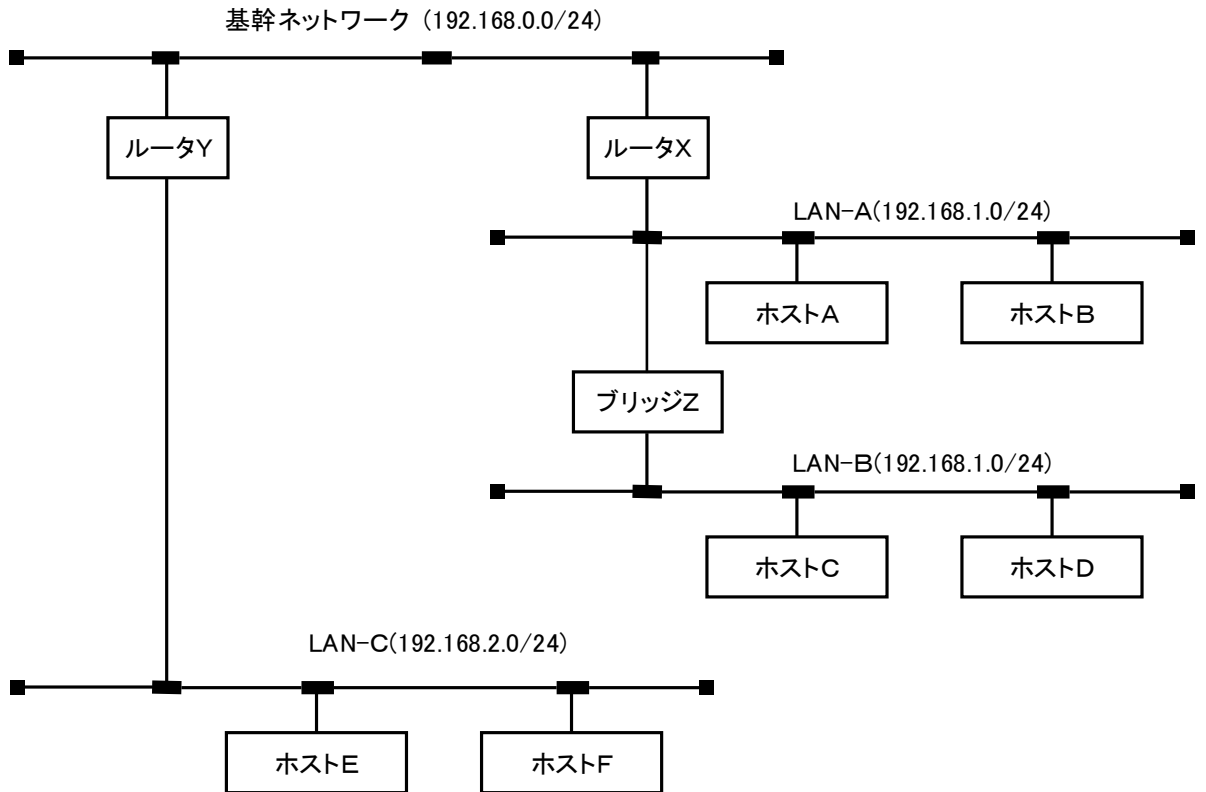 基幹ネットワーク (192.168.0.0/24)
ルータY
ルータX
LAN-A(192.168.1.0/24)
ホストA
ホストB
ブリッジZ
LAN-B(192.168.1.0/24)
ホストC
ホストD
LAN-C(192.168.2.0/24)
ホストE
ホストF